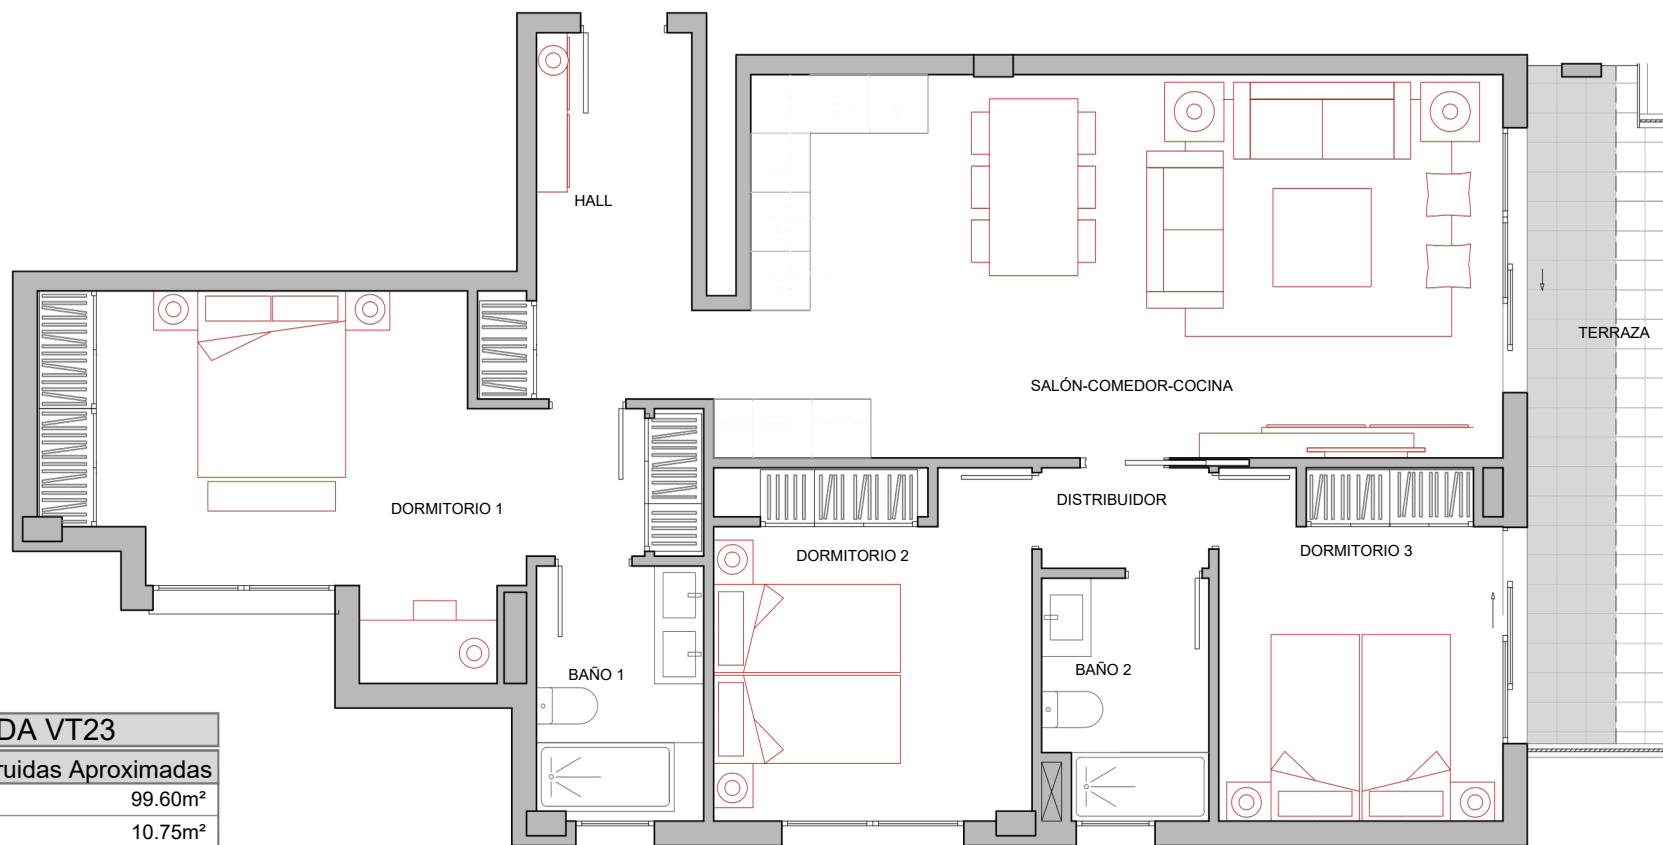 HALL
TERRAZA
SALÓN-COMEDOR-COCINA
DORMITORIO 1
DISTRIBUIDOR
DORMITORIO 2
DORMITORIO 3
BAÑO 1
BAÑO 2
DA VT23
ruidas Aproximadas
99.60m²
10.75m²